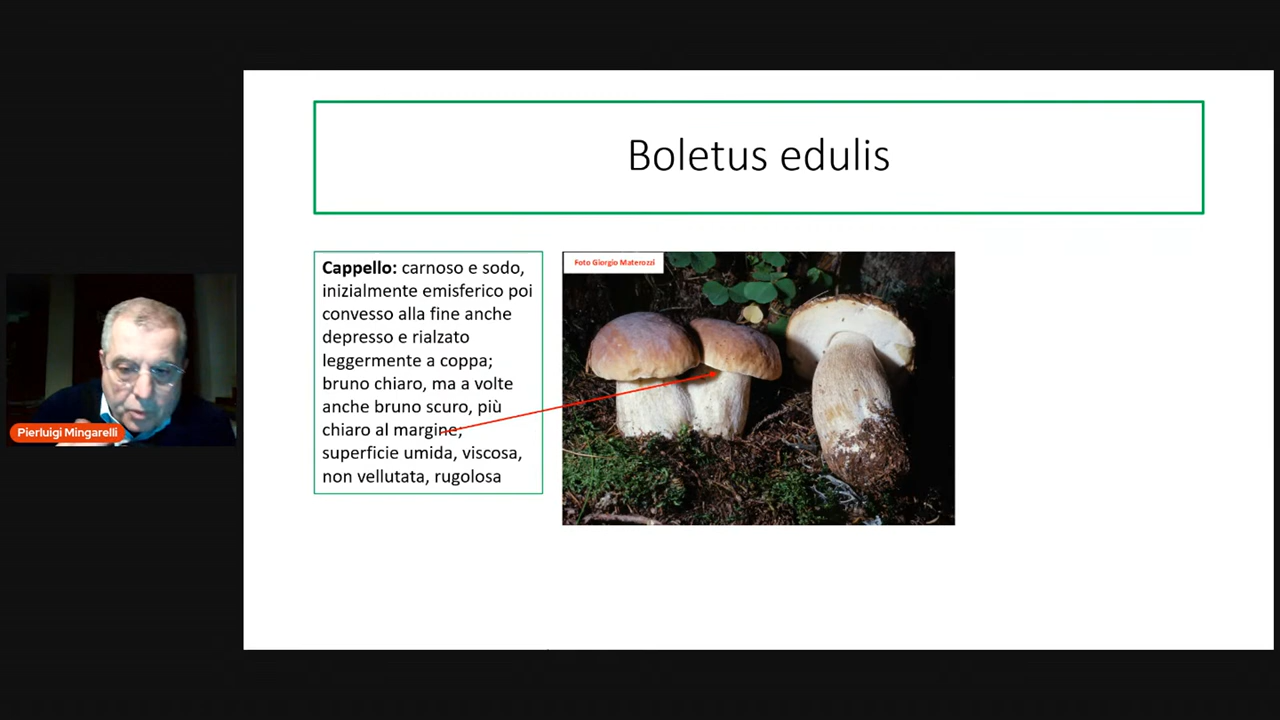 Boletus edulis
Cappello: carnoso e sodo,
inizialmente emisferico poi
convesso alla fine anche
depresso e rialzato
leggermente a coppa;
bruno chiaro, ma a volte
anche bruno scuro, più
chiaro al margine;
superficie umida, viscosa,
non vellutata, rugolosa
Foto Giorgio Materozzi
Pierluigi Mingarelli